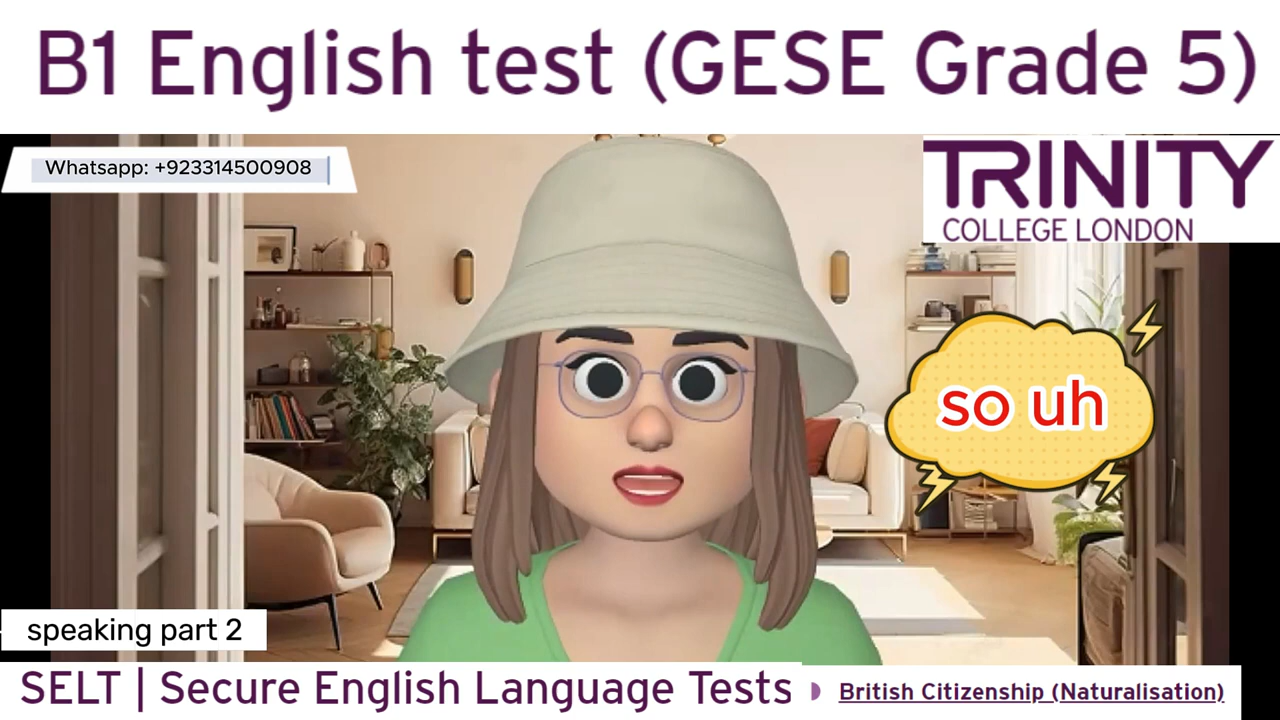 B1 English test (GESE Grade 5)
Whatsapp: +923314500908
TRINITY
COLLEGE LONDON
so uh
speaking part 2
SELT | Secure English Language Tests
British Citizenship (Naturalisation)